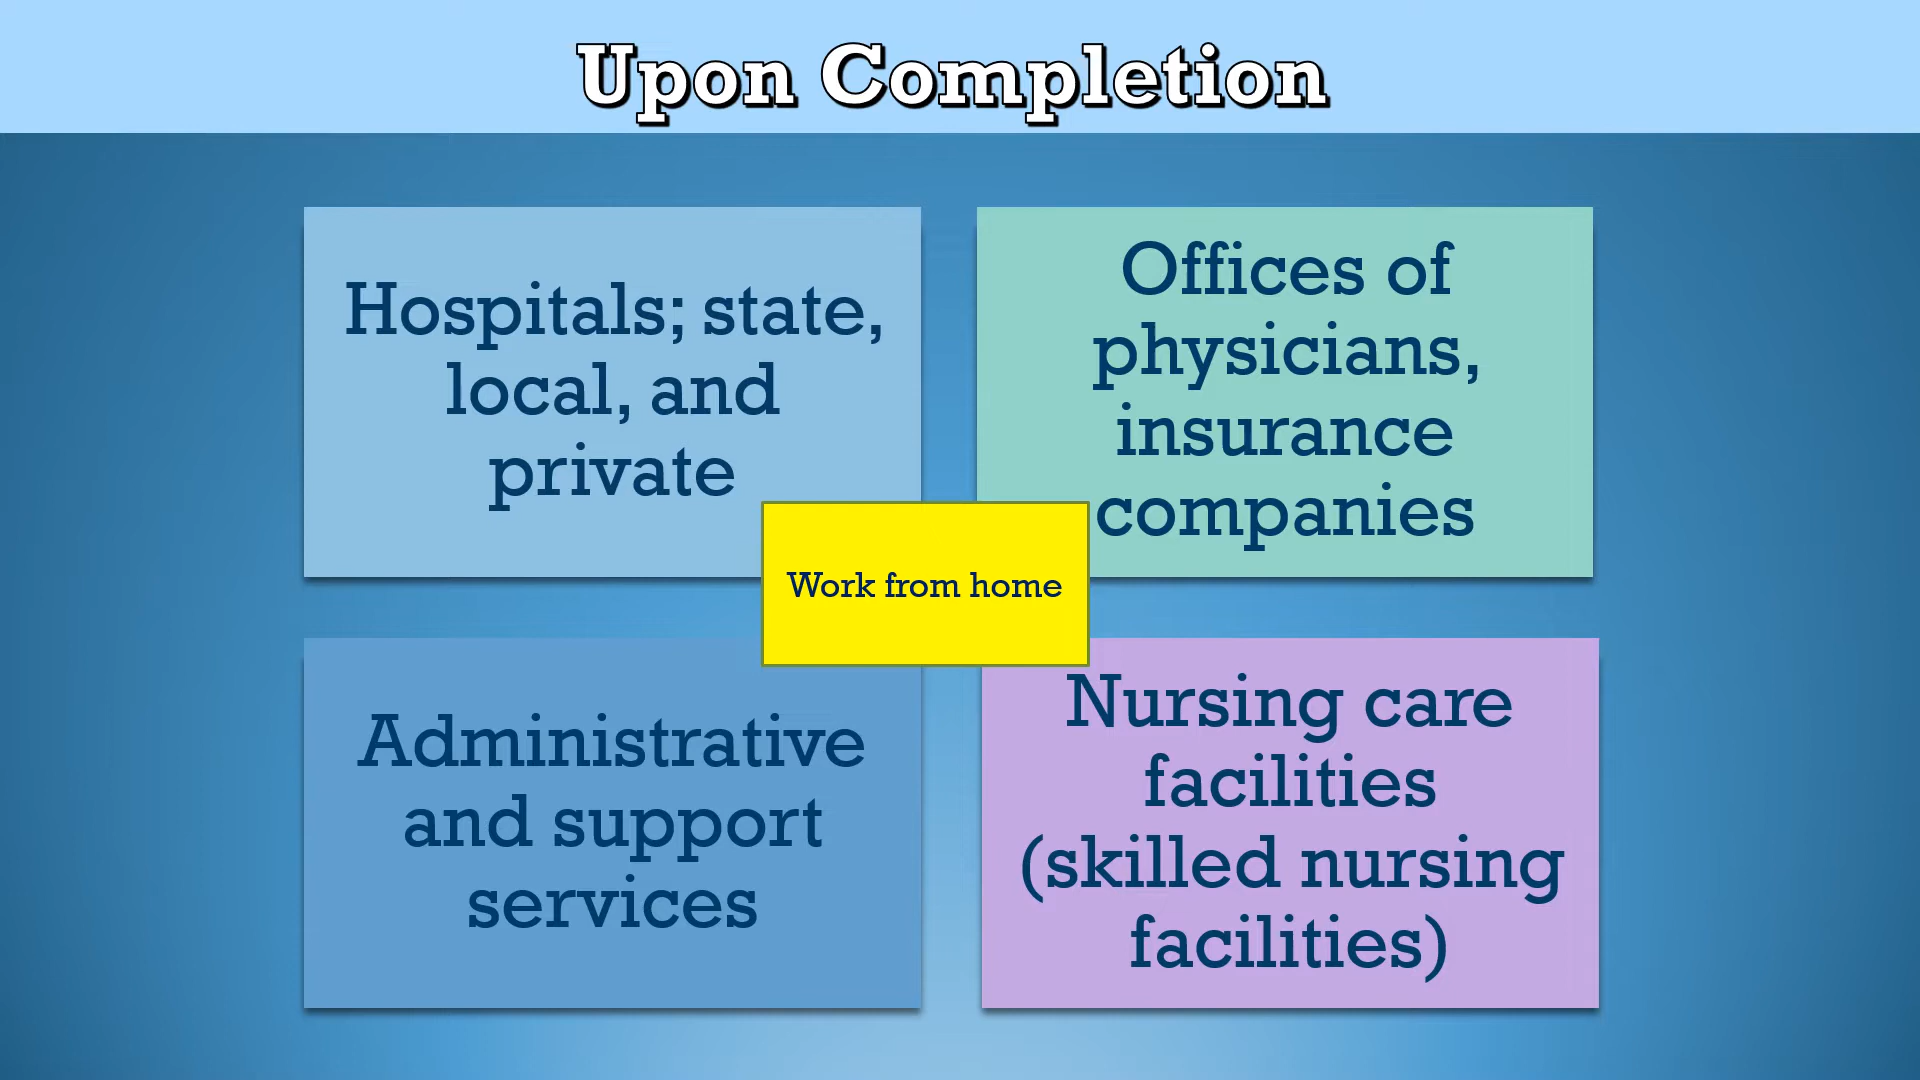 Upon Completion
Hospitals; state,
local, and
private
Offices of
physicians,
insurance
companies
Work from home
Administrative
and support
services
Nursing care
facilities
(skilled nursing
facilities)